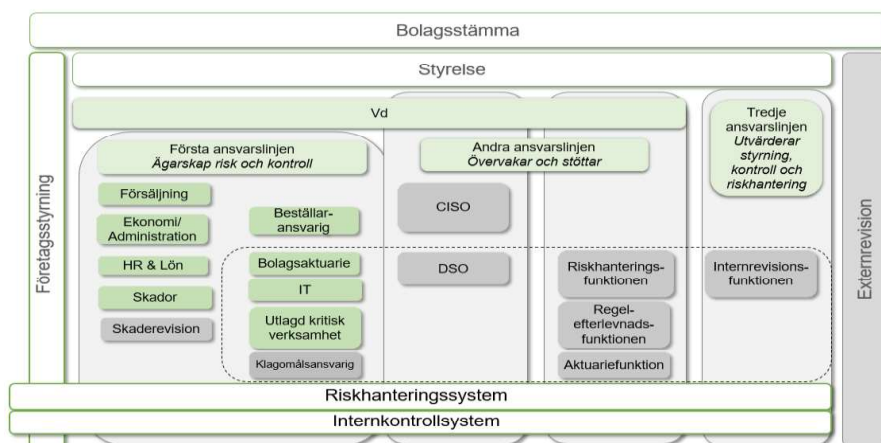 Bolagsstämma
Företagsstyrning
Styrelse
Externrevision
Vd
Första ansvarslinjen
Ägarskap risk och kontroll
Andra ansvarslinjen
Övervakar och stöttar
Tredje
ansvarslinjen
Utvärderar
styrning,
kontroll och
riskhantering
Försäljning
Ekonomi/
Administration
HR & Lön
Skador
Skaderevision
Beställar-
ansvarig
Bolagsaktuarie
IT
Utlagd kritisk
verksamhet
Klagomålsansvarig
CISO
DSO
Riskhanterings-
funktionen
Regel-
efterlevnads-
funktionen
Aktuariefunktion
Internrevisions-
funktionen
Riskhanteringssystem
Internkontrollsystem